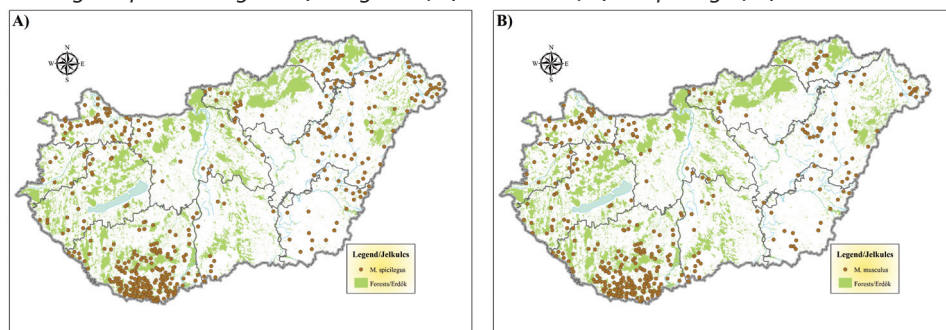 A)
N
W E
S
Legend/Jelkulcs
M. spicilegus
Forests/Erdők
B)
N
W E
S
Legend/Jelkulcs
M. musculus
Forests/Erdők